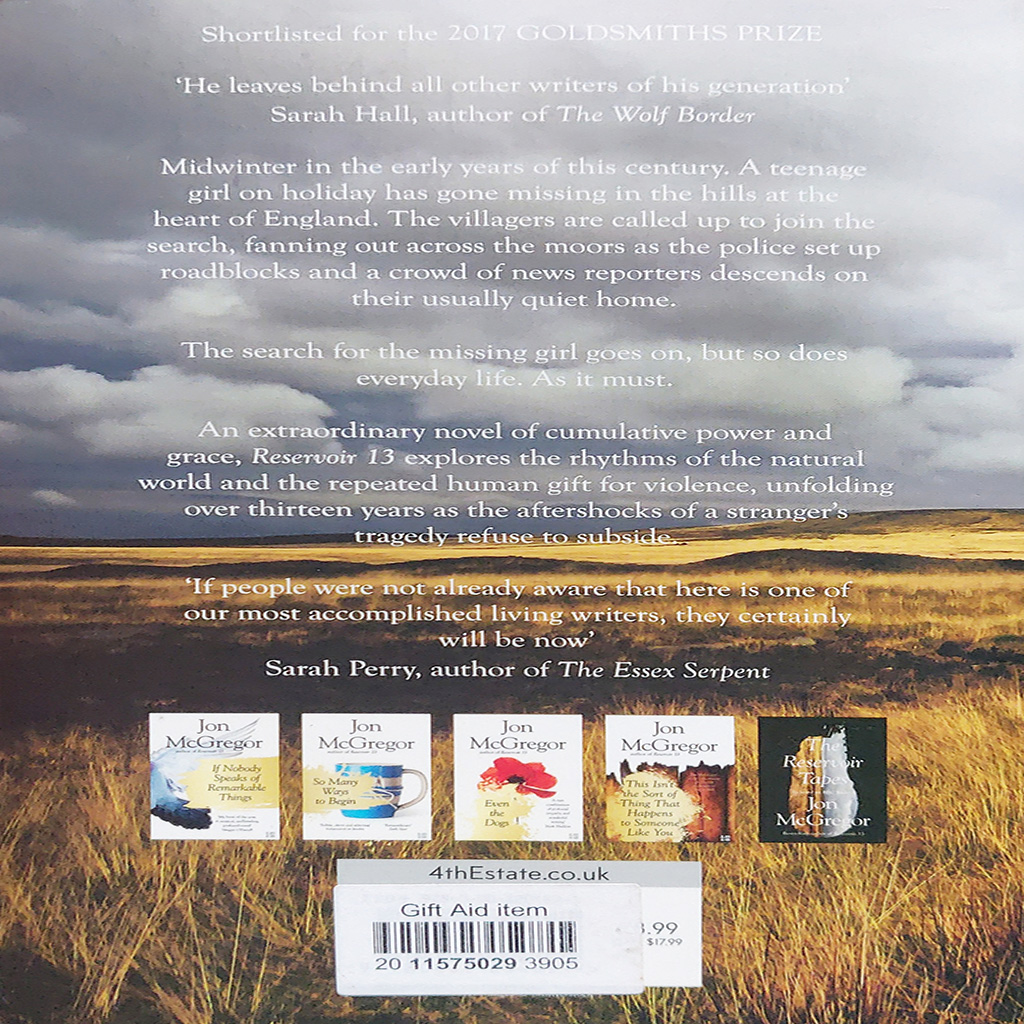 Shortlisted for the 2017 GOLDSMITHS PRIZE
‘He leaves behind all other writers of his generation’
Sarah Hall, author of The Wolf Border
Midwinter in the early years of this century. A teenage
girl on holiday has gone missing in the hills at the
heart of England. The villagers are called up to join the
search, fanning out across the moors as the police set up
roadblocks and a crowd of news reporters descends on
their usually quiet home.
The search for the missing girl goes on, but so does
everyday life. As it must.
An extraordinary novel of cumulative power and
grace, Reservoir 13 explores the rhythms of the natural
world and the repeated human gift for violence, unfolding
over thirteen years as the aftershocks of a stranger’s
tragedy refuse to subside.
‘If people were not already aware that here is one of
our most accomplished living writers, they certainly
will be now’
Sarah Perry, author of The Essex Serpent
Jon
McGregor
If Nobody
Speaks of
Remarkable
Things
Jon
McGregor
So Many
Ways
to Begin
Jon
McGregor
Even
the
Dogs
Jon
McGregor
This Isn't
the Sort of
Thing That
Happens
to Someone
Like You
The
Reservoir
Tapes
Jon
McGregor
4thEstate.co.uk
Gift Aid item
20 11575029 3905
.99
$17.99